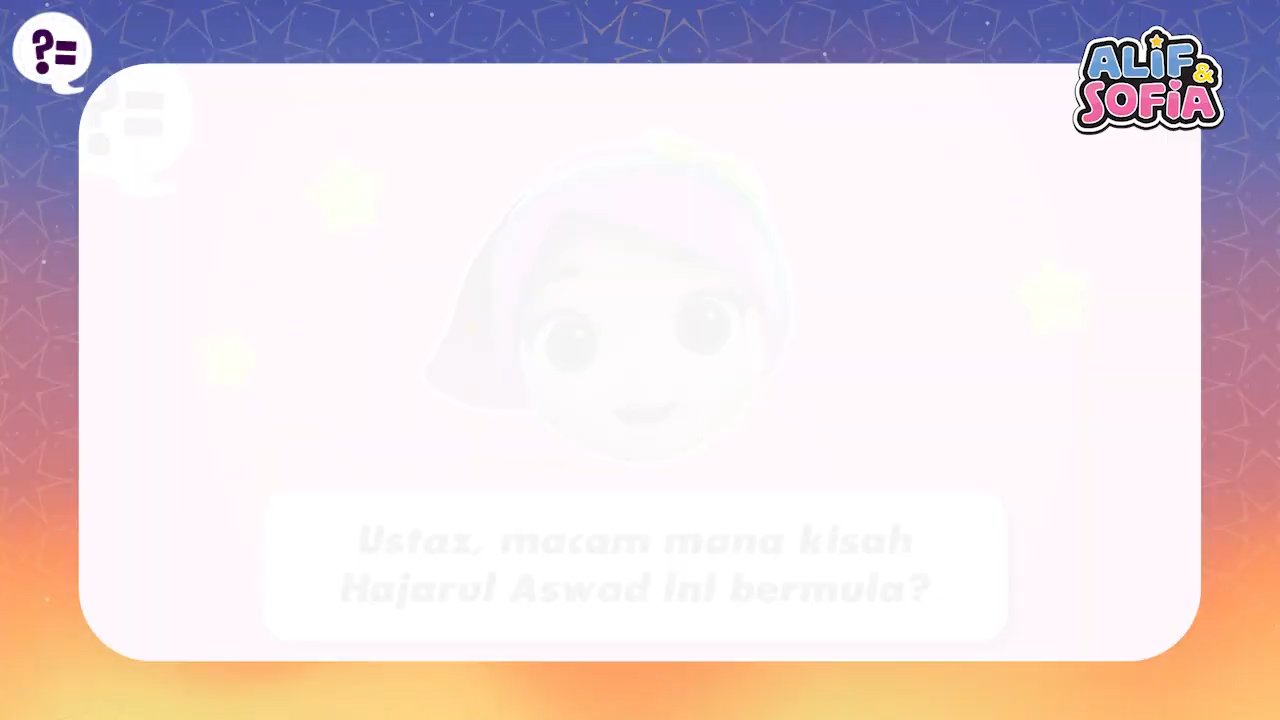 ?=
ALIF &
SOFIA
Ustaz, macam mana kisah
Hajarul Aswad ini bermula?